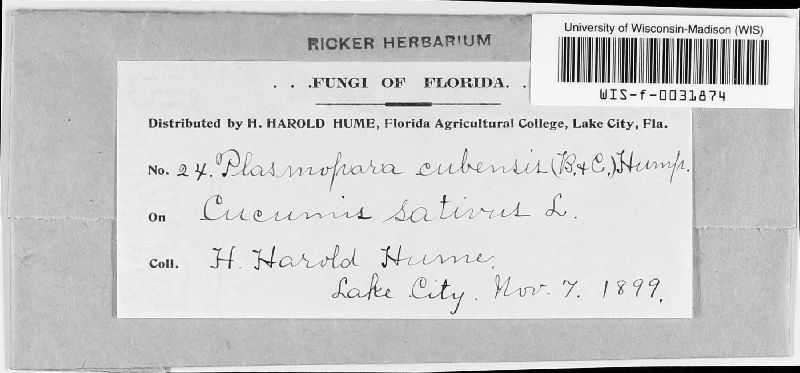 RICKER HERBARIUM
University of Wisconsin-Madison (WIS)
WIS-f-0031874
. . .FUNGI OF FLORIDA. . 
Distributed by H. HAROLD HUME, Florida Agricultural College, Lake City, Fla.
No. 24. Plasmopara cubensis (B. & C.) Hump.
On Cucumis sativus L.
Coll. H. Harold Hume.
Lake City. Nov. 7. 1899.